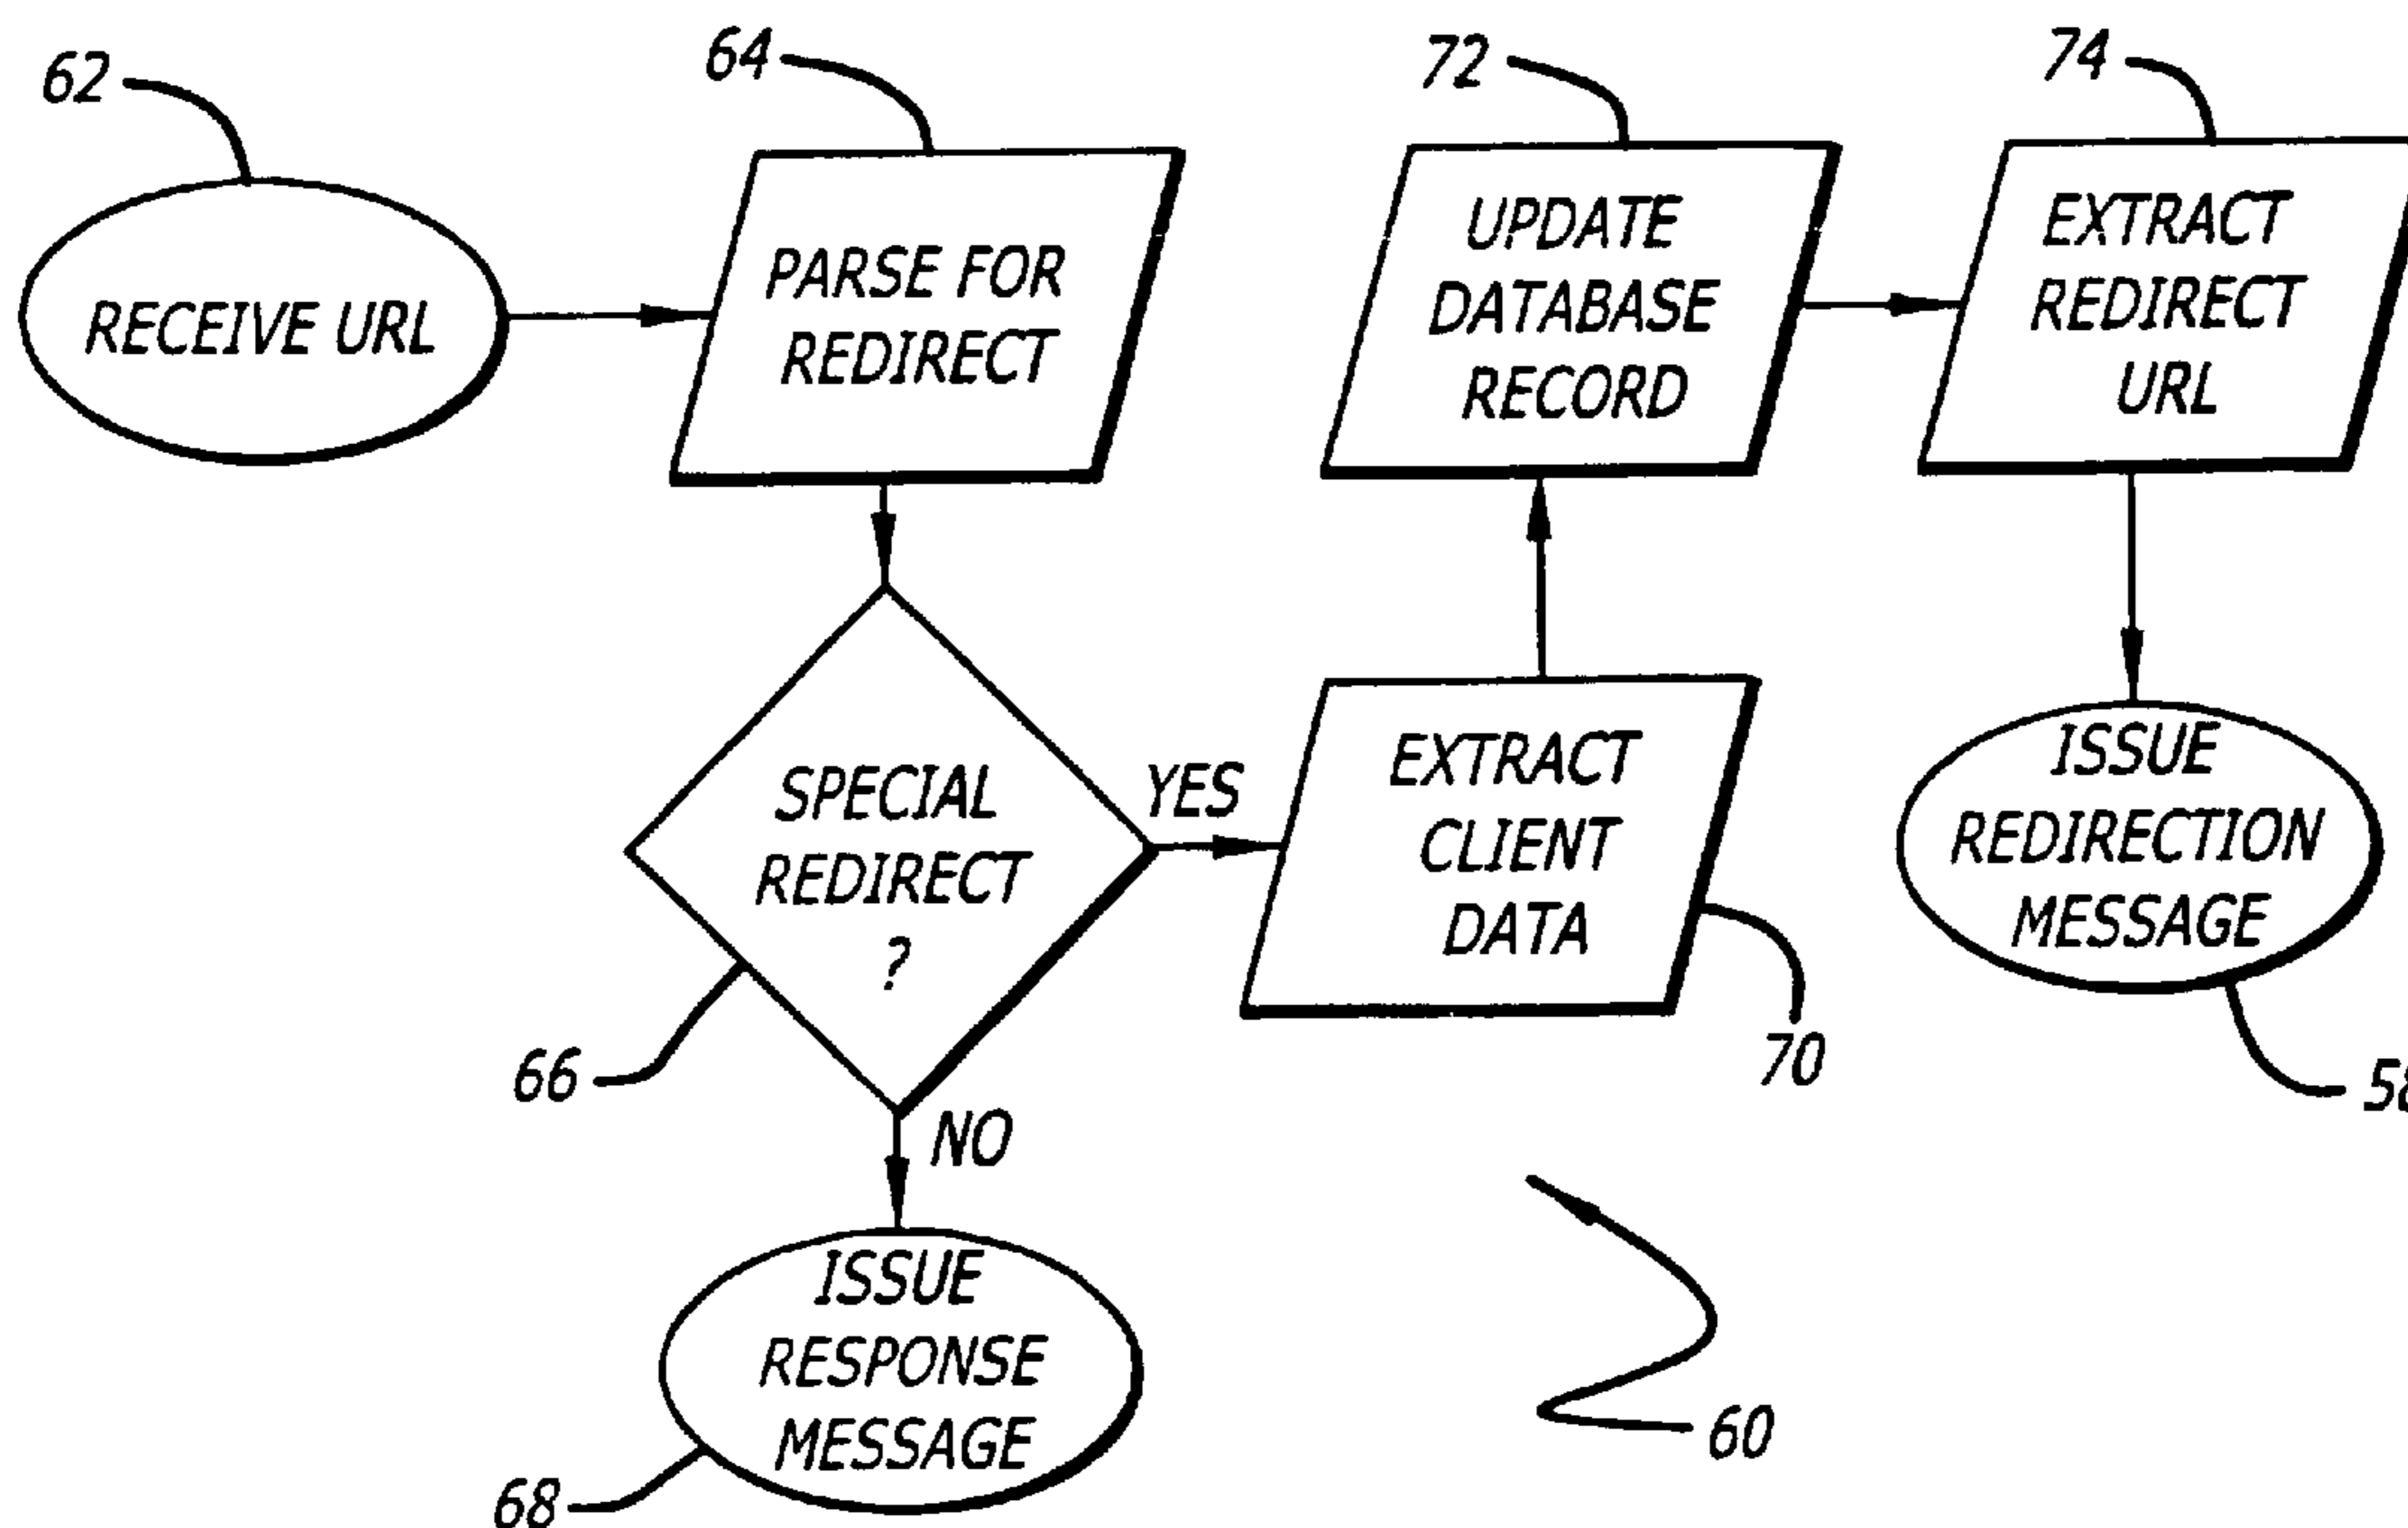 62
64
72
74
RECEIVE URL
PARSE FOR
REDIRECT
UPDATE
DATABASE
RECORD
EXTRACT
REDIRECT
URL
SPECIAL
REDIRECT
?
YES
NO
66
EXTRACT
CLIENT
DATA
70
ISSUE
REDIRECTION
MESSAGE
58
ISSUE
RESPONSE
MESSAGE
68
60